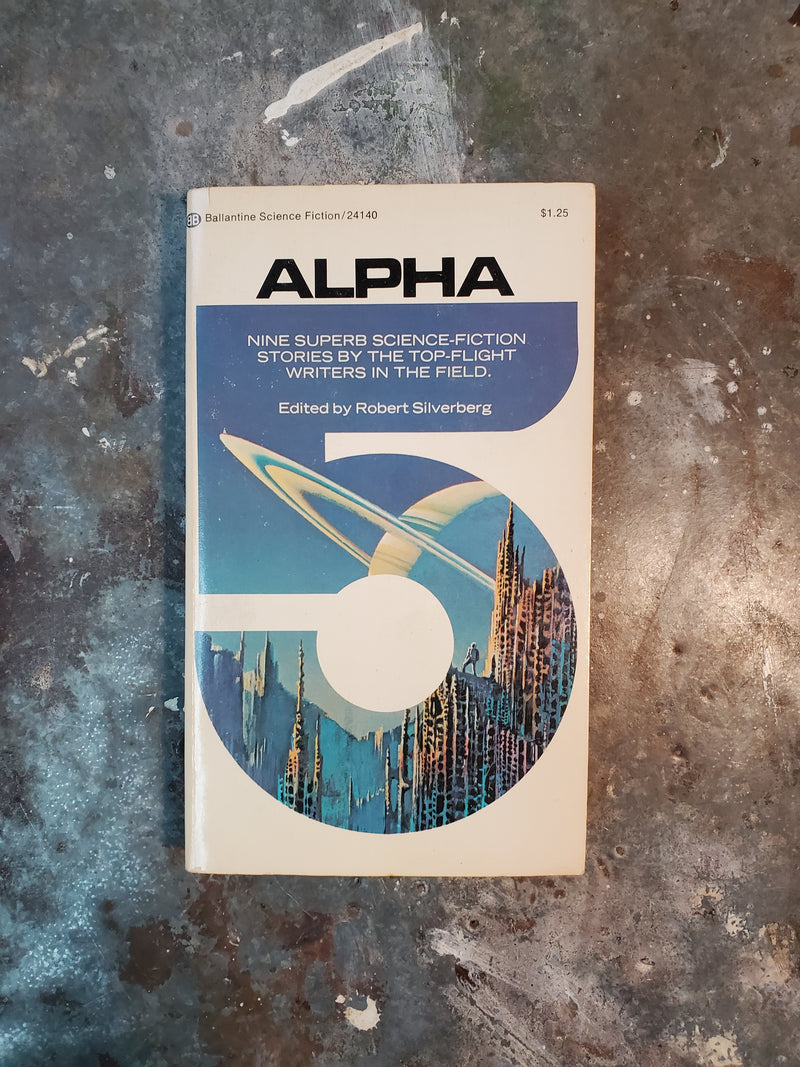 BB Ballantine Science Fiction/24140
$1.25
ALPHA
NINE SUPERB SCIENCE-FICTION
STORIES BY THE TOP-FLIGHT
WRITERS IN THE FIELD.
Edited by Robert Silverberg
5